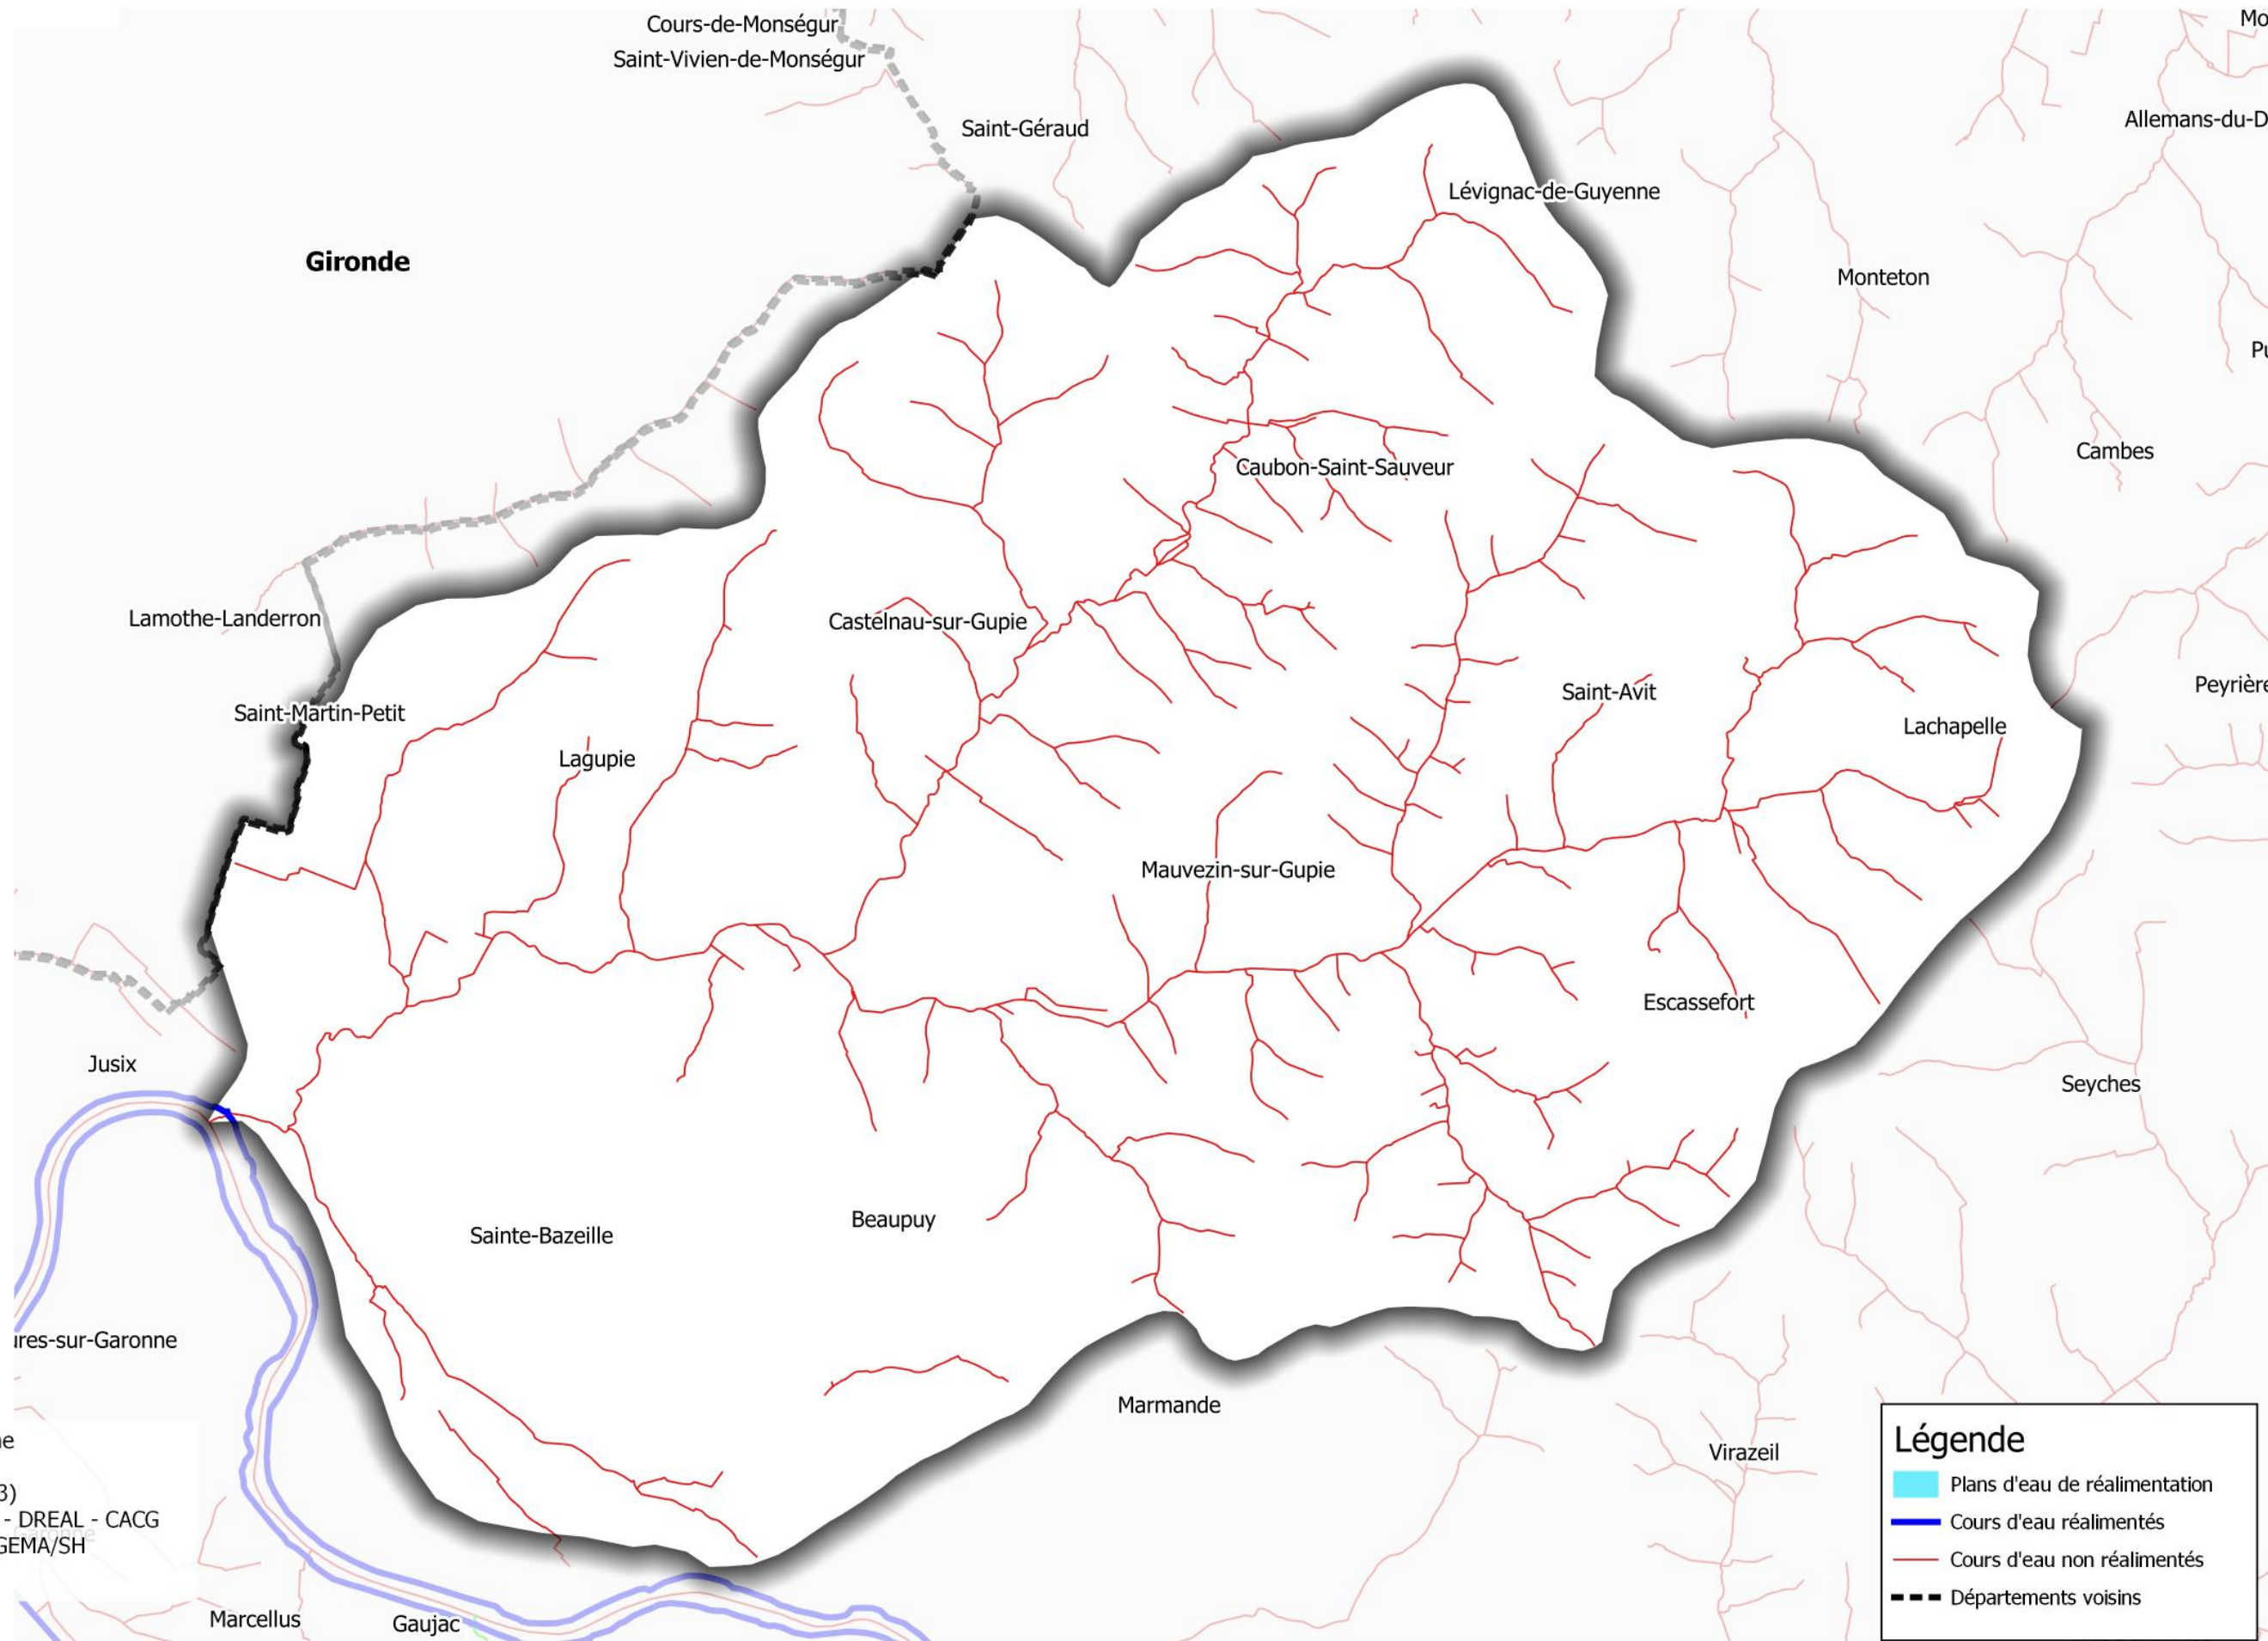 Cours-de-Monségur
Saint-Vivien-de-Monségur
Saint-Géraud
Allemans-du-D
Lévignac-de-Guyenne
Gironde
Monteton
Cambes
Caubon-Saint-Sauveur
Lamothe-Landerron
Castelnau-sur-Gupie
Saint-Avit
Peyrière
Saint-Martin-Petit
Lachapelle
Lagupie
Mauvezin-sur-Gupie
Escassefort
Jusix
Seyches
Beaupuy
Sainte-Bazeille
ures-sur-Garonne
Marmande
Virazeil
3)
- DREAL - CACG
GEMA/SH
Marcellus
Gaujac
Légende
Plans d'eau de réalimentation
Cours d'eau réalimentés
Cours d'eau non réalimentés
Départements voisins